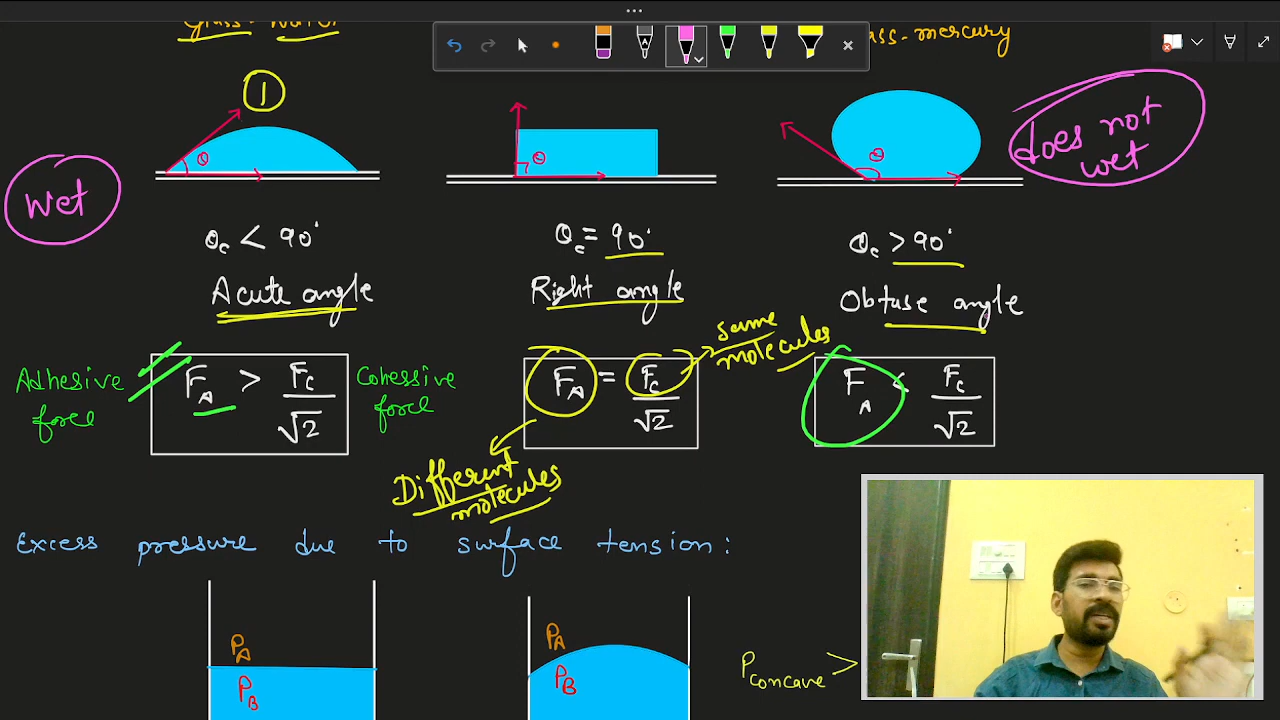 Glass-Water
ass-mercury
1
does not
wet
Wet
θ
θ
θ
θc < 90°
θc = 90°
θc > 90°
Acute angle
Right angle
Obtuse angle
same
molecules
Adhesive
force
FA > Fc/√2
Cohessive
force
FA = Fc/√2
FA < Fc/√2
Different
molecules
Excess pressure due to surface tension:
PA
PB
PA
PB
Pconcave >